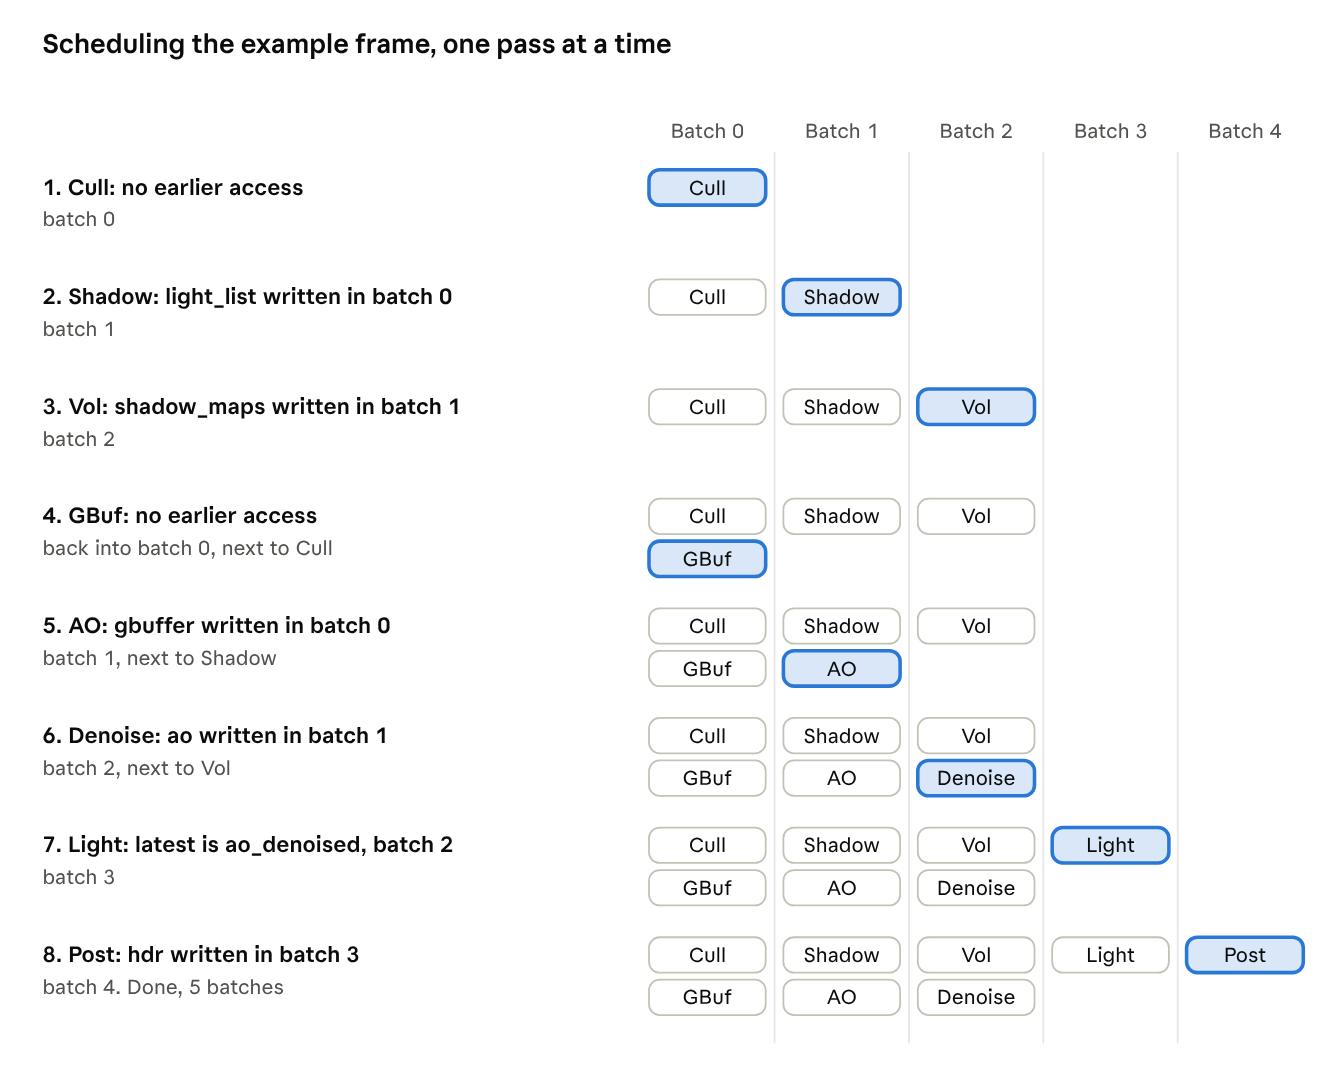 Scheduling the example frame, one pass at a time
Batch 0 Batch 1 Batch 2 Batch 3 Batch 4
1. Cull: no earlier access
batch 0
Cull
2. Shadow: light_list written in batch 0
batch 1
Cull Shadow
3. Vol: shadow_maps written in batch 1
batch 2
Cull Shadow Vol
4. GBuf: no earlier access
back into batch 0, next to Cull
Cull Shadow Vol
GBuf
5. AO: gbuffer written in batch 0
batch 1, next to Shadow
Cull Shadow Vol
GBuf AO
6. Denoise: ao written in batch 1
batch 2, next to Vol
Cull Shadow Vol
GBuf AO Denoise
7. Light: latest is ao_denoised, batch 2
batch 3
Cull Shadow Vol Light
GBuf AO Denoise
8. Post: hdr written in batch 3
batch 4. Done, 5 batches
Cull Shadow Vol Light Post
GBuf AO Denoise